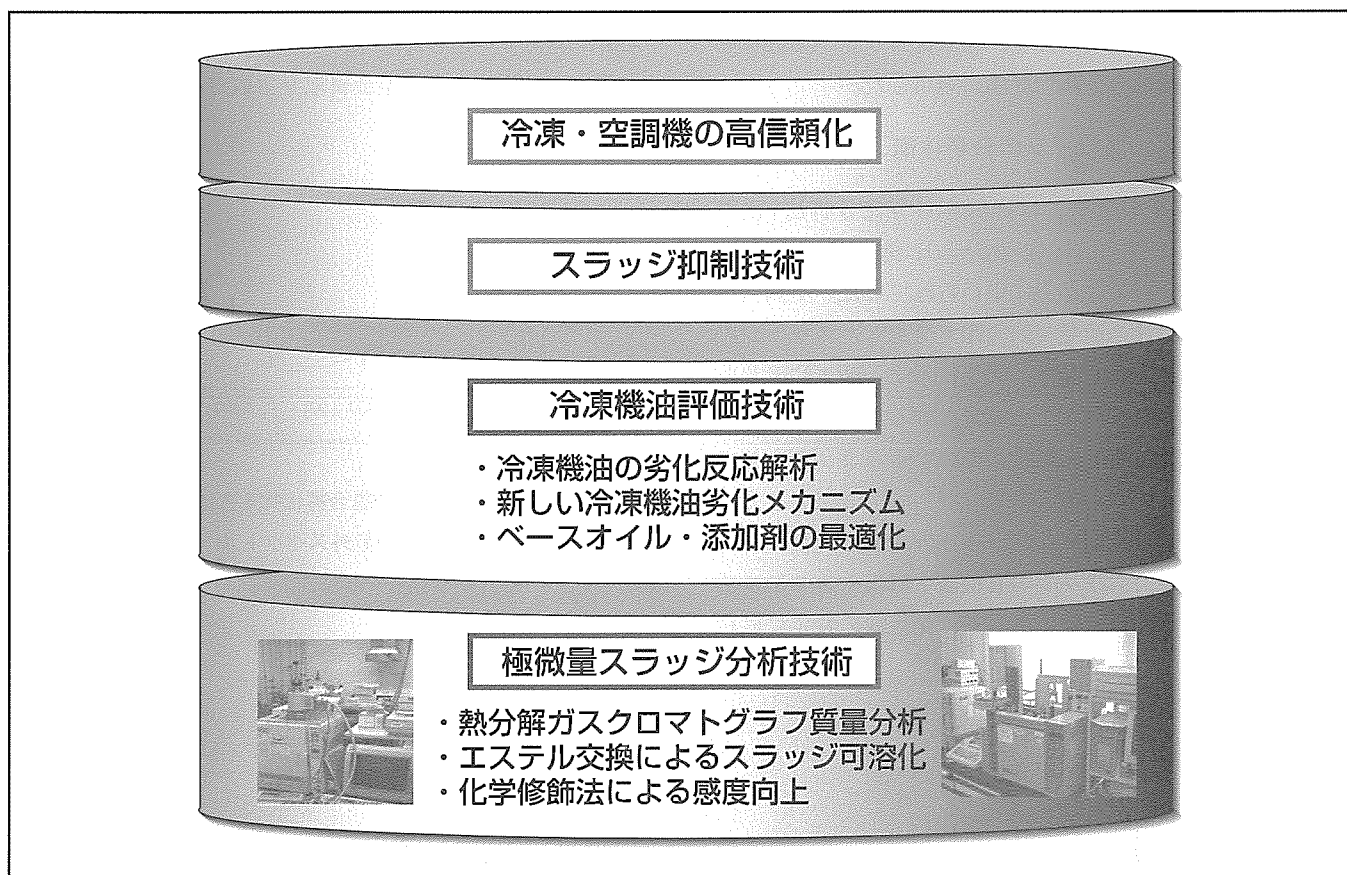 冷凍・空調機の高信頼化
スラッジ抑制技術
冷凍機油評価技術
・冷凍機油の劣化反応解析
・新しい冷凍機油劣化メカニズム
・ベースオイル・添加剤の最適化
極微量スラッジ分析技術
・熱分解ガスクロマトグラフ質量分析
・エステル交換によるスラッジ可溶化
・化学修飾法による感度向上